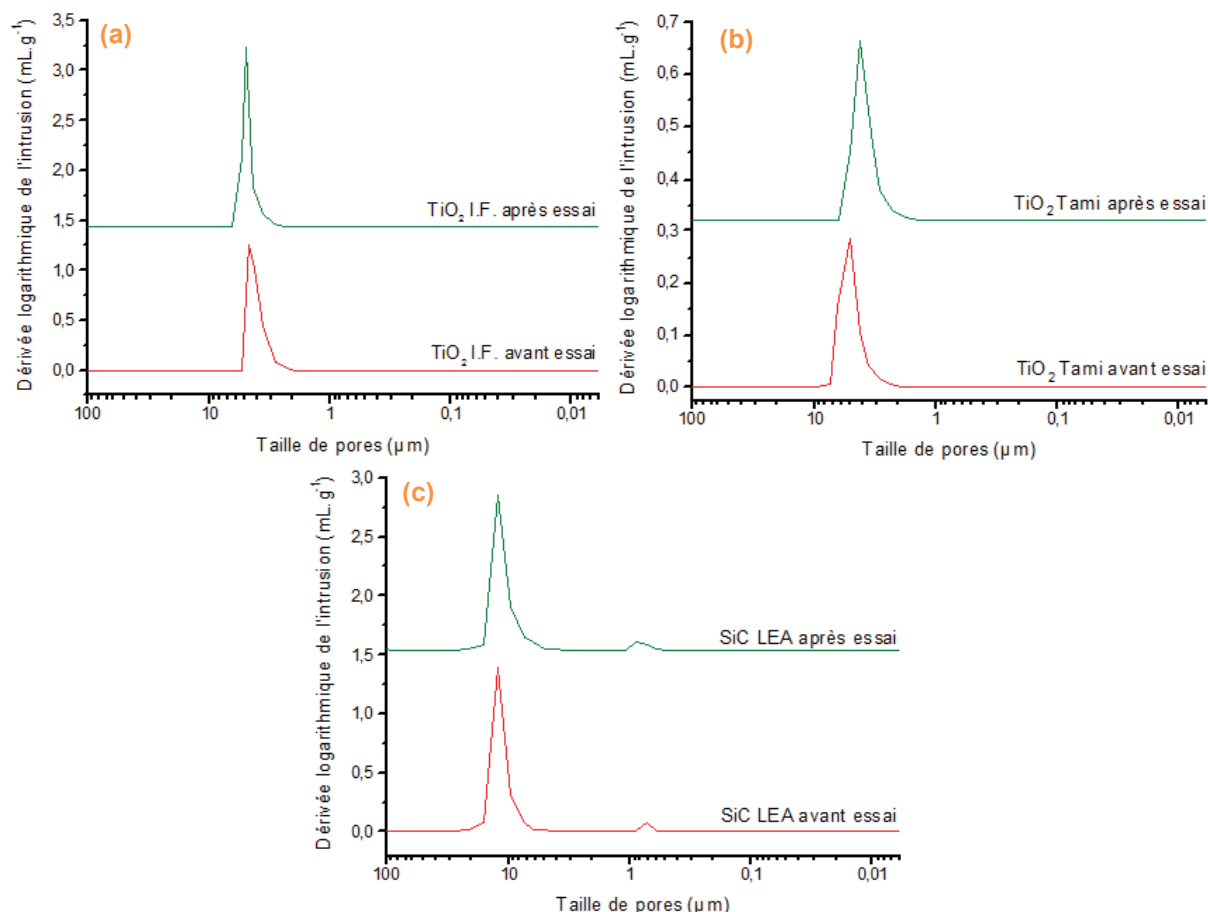 (a)
Dérivée logarithmique de l'intrusion (mL.g⁻¹)
3,5
3,0
2,5
2,0
1,5
1,0
0,5
0,0
TiO₂ I.F. après essai
TiO₂ I.F. avant essai
100
10
1
0,1
0,01
Taille de pores (µm)
(b)
Dérivée logarithmique de l'intrusion (mL.g⁻¹)
0,7
0,6
0,5
0,4
0,3
0,2
0,1
0,0
TiO₂ Tami après essai
TiO₂ Tami avant essai
100
10
1
0,1
0,01
Taille de pores (µm)
(c)
Dérivée logarithmique de l'intrusion (mL.g⁻¹)
3,0
2,5
2,0
1,5
1,0
0,5
0,0
SiC LEA après essai
SiC LEA avant essai
100
10
1
0,1
0,01
Taille de pores (µm)